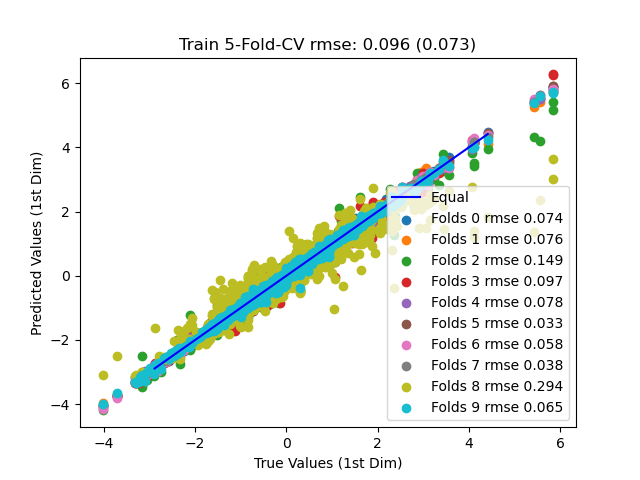 Train 5-Fold-CV rmse: 0.096 (0.073)
Predicted Values (1st Dim)
6
4
2
0
−2
−4
Equal
Folds 0 rmse 0.074
Folds 1 rmse 0.076
Folds 2 rmse 0.149
Folds 3 rmse 0.097
Folds 4 rmse 0.078
Folds 5 rmse 0.033
Folds 6 rmse 0.058
Folds 7 rmse 0.038
Folds 8 rmse 0.294
Folds 9 rmse 0.065
−4 −2 0 2 4 6
True Values (1st Dim)